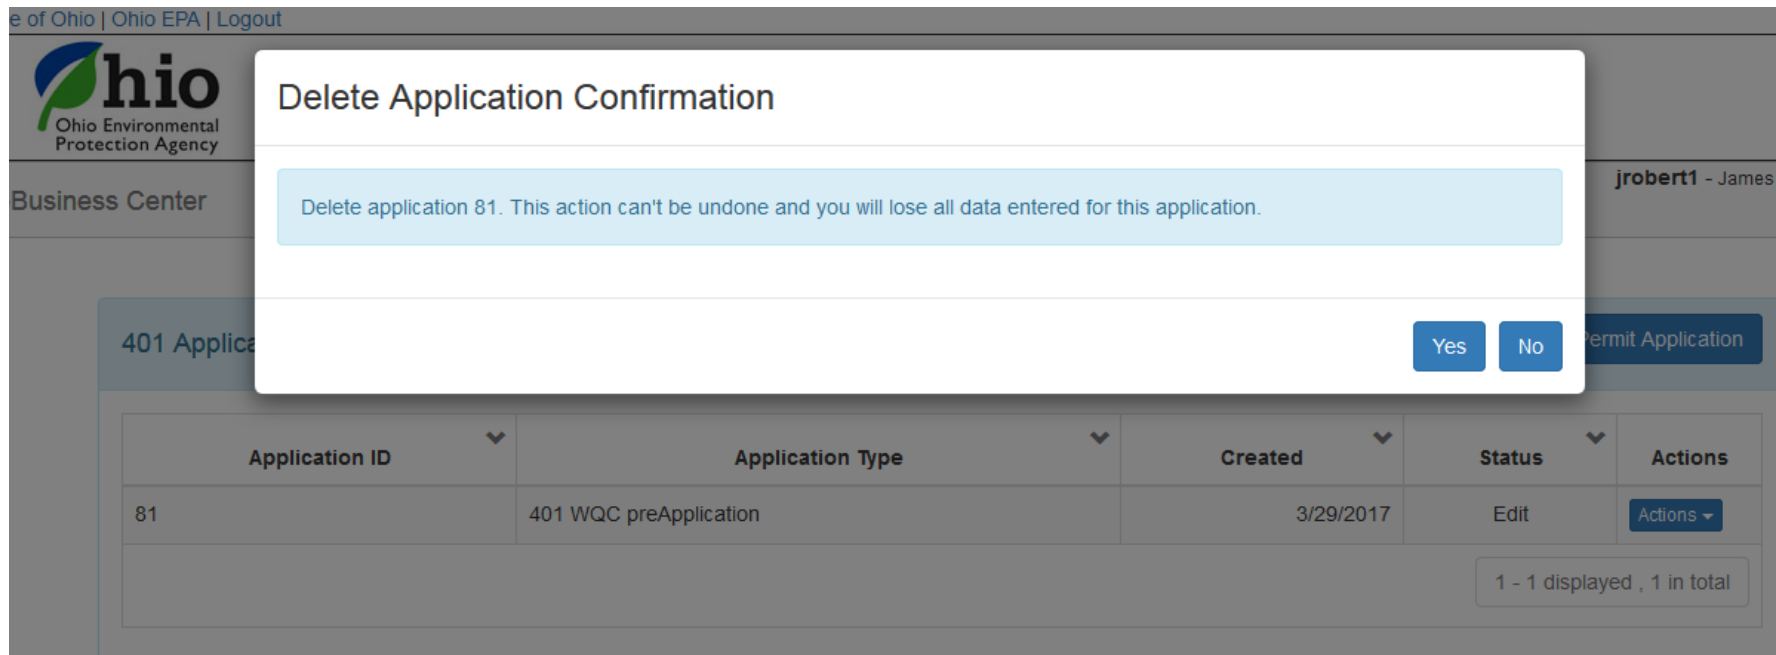 e of Ohio | Ohio EPA | Logout
hio
Ohio Environmental
Protection Agency
Delete Application Confirmation
Business Center
jrobert1 - James
Delete application 81. This action can't be undone and you will lose all data entered for this application.
401 Applica
Yes No
Permit Application
Application ID Application Type Created Status Actions
81 401 WQC preApplication 3/29/2017 Edit Actions
1 - 1 displayed , 1 in total